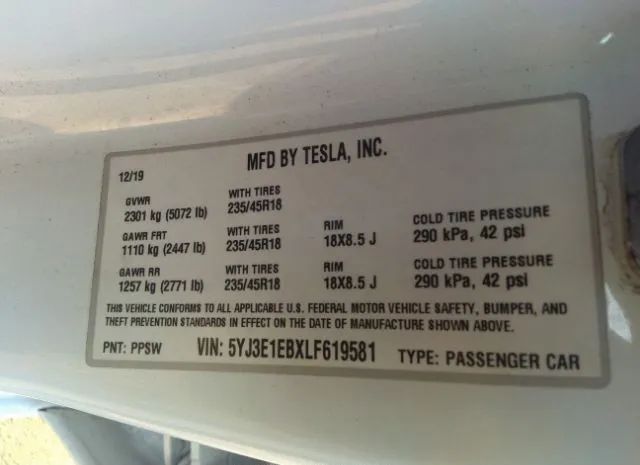 MFD BY TESLA, INC.
12/19
GVWR WITH TIRES
2301 kg (5072 lb) 235/45R18
GAWR FRT WITH TIRES RIM COLD TIRE PRESSURE
1110 kg (2447 lb) 235/45R18 18X8.5 J 290 kPa, 42 psi
GAWR RR WITH TIRES RIM COLD TIRE PRESSURE
1257 kg (2771 lb) 235/45R18 18X8.5 J 290 kPa, 42 psi
THIS VEHICLE CONFORMS TO ALL APPLICABLE U.S. FEDERAL MOTOR VEHICLE SAFETY, BUMPER, AND
THEFT PREVENTION STANDARDS IN EFFECT ON THE DATE OF MANUFACTURE SHOWN ABOVE.
PNT: PPSW VIN: 5YJ3E1EBXLF619581 TYPE: PASSENGER CAR